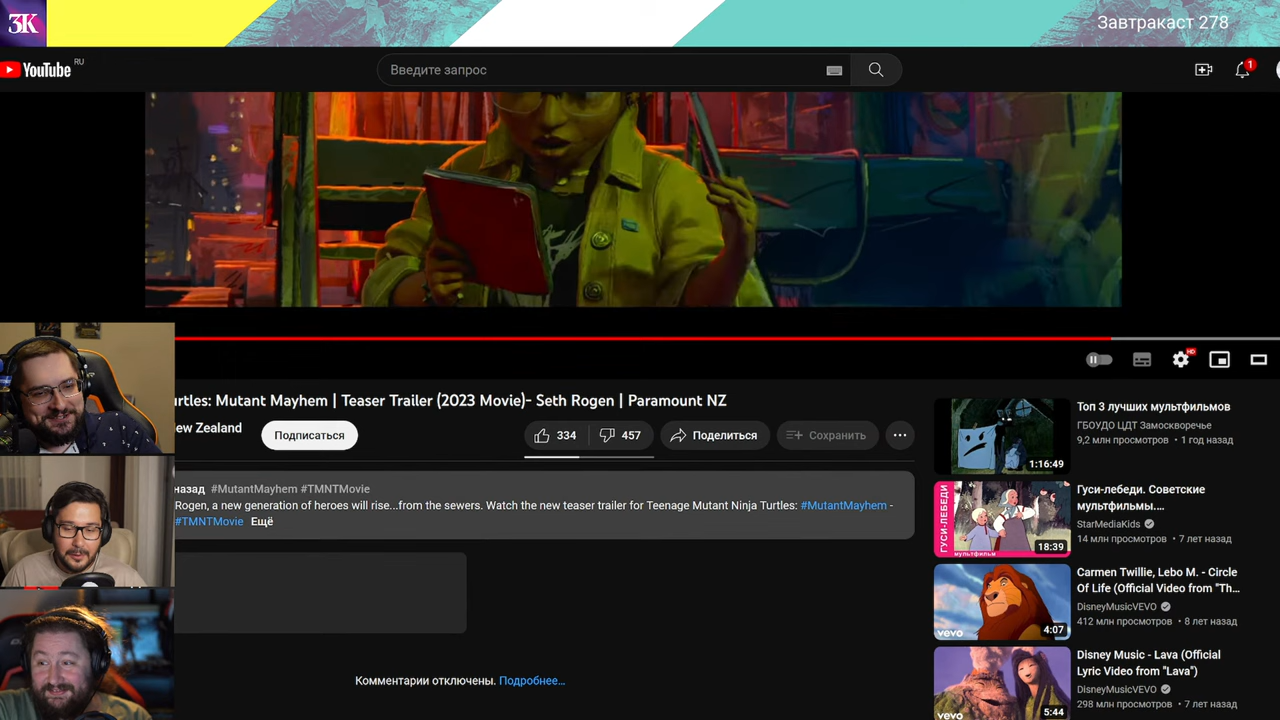 3K
Завтракаст 278
YouTube RU
Введите запрос
1
HD
urtles: Mutant Mayhem | Teaser Trailer (2023 Movie)- Seth Rogen | Paramount NZ
ew Zealand
Подписаться
334
457
Поделиться
Сохранить
назад #MutantMayhem #TMNTMovie
Rogen, a new generation of heroes will rise...from the sewers. Watch the new teaser trailer for Teenage Mutant Ninja Turtles: #MutantMayhem -
#TMNTMovie Ещё
Комментарии отключены. Подробнее...
1:16:49
Топ 3 лучших мультфильмов
ГБОУДО ЦДТ Замоскворечье
9,2 млн просмотров • 1 год назад
ГУСИ-ЛЕБЕДИ
мультфильм
18:39
Гуси-лебеди. Советские
мультфильмы....
StarMediaKids
14 млн просмотров • 7 лет назад
vevo
4:07
Carmen Twillie, Lebo M. - Circle
Of Life (Official Video from "Th...
DisneyMusicVEVO
412 млн просмотров • 8 лет назад
vevo
5:44
Disney Music - Lava (Official
Lyric Video from "Lava")
DisneyMusicVEVO
298 млн просмотров • 7 лет назад